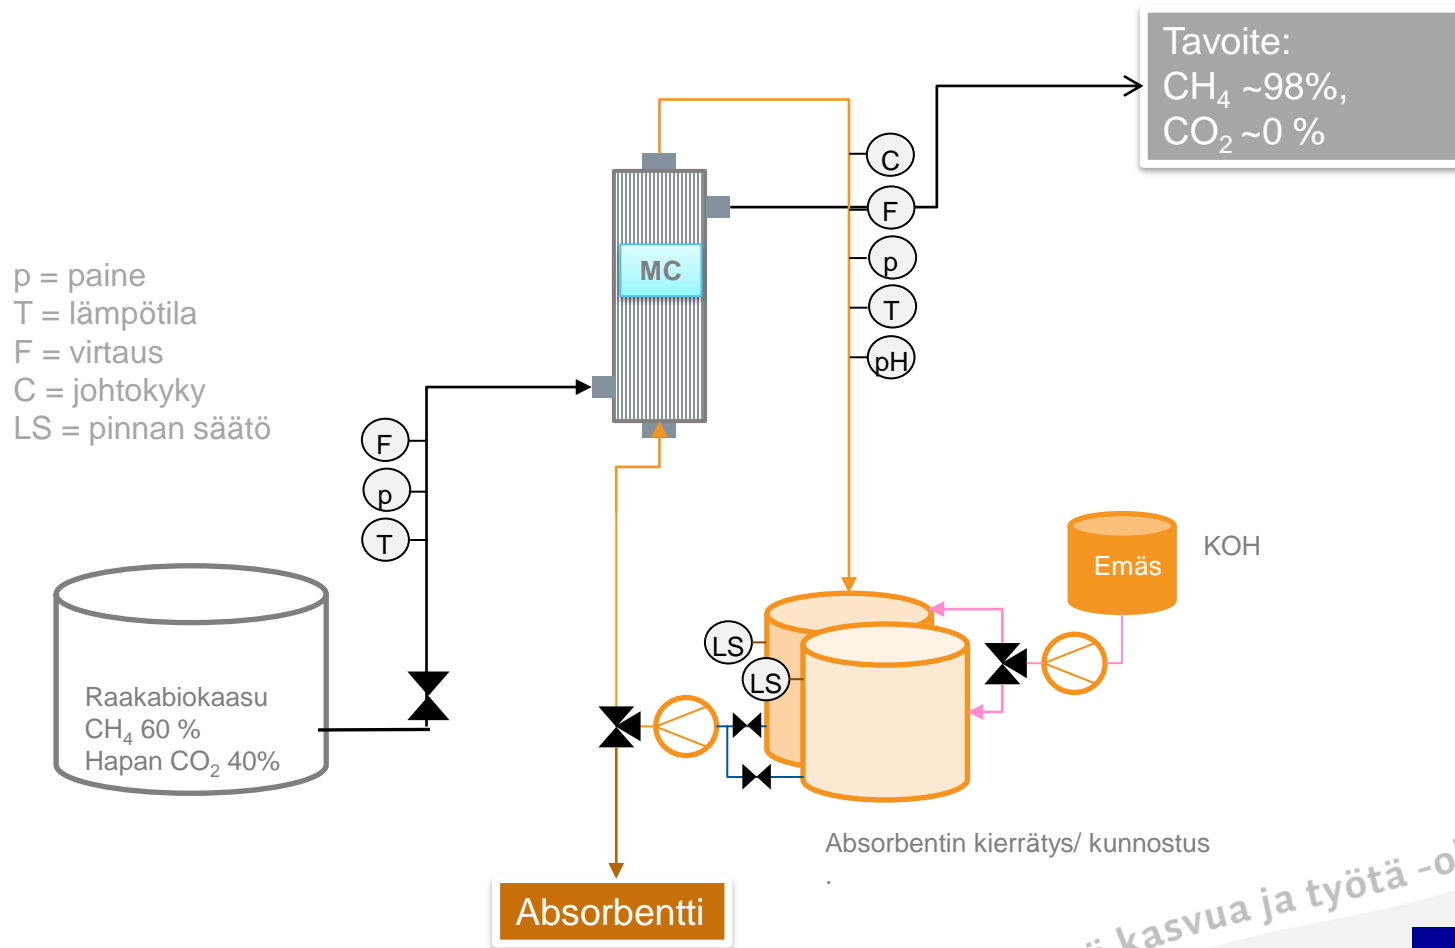 Tavoite:
CH₄ ~98%,
CO₂ ~0 %
C
F
p
T
pH
MC
p = paine
T = lämpötila
F = virtaus
C = johtokyky
LS = pinnan säätö
F
p
T
Raakabiokaasu
CH₄ 60 %
Hapan CO₂ 40%
Emäs
KOH
LS
LS
Absorbentin kierrätys/ kunnostus
.
Absorbentti
kasvua ja työtä